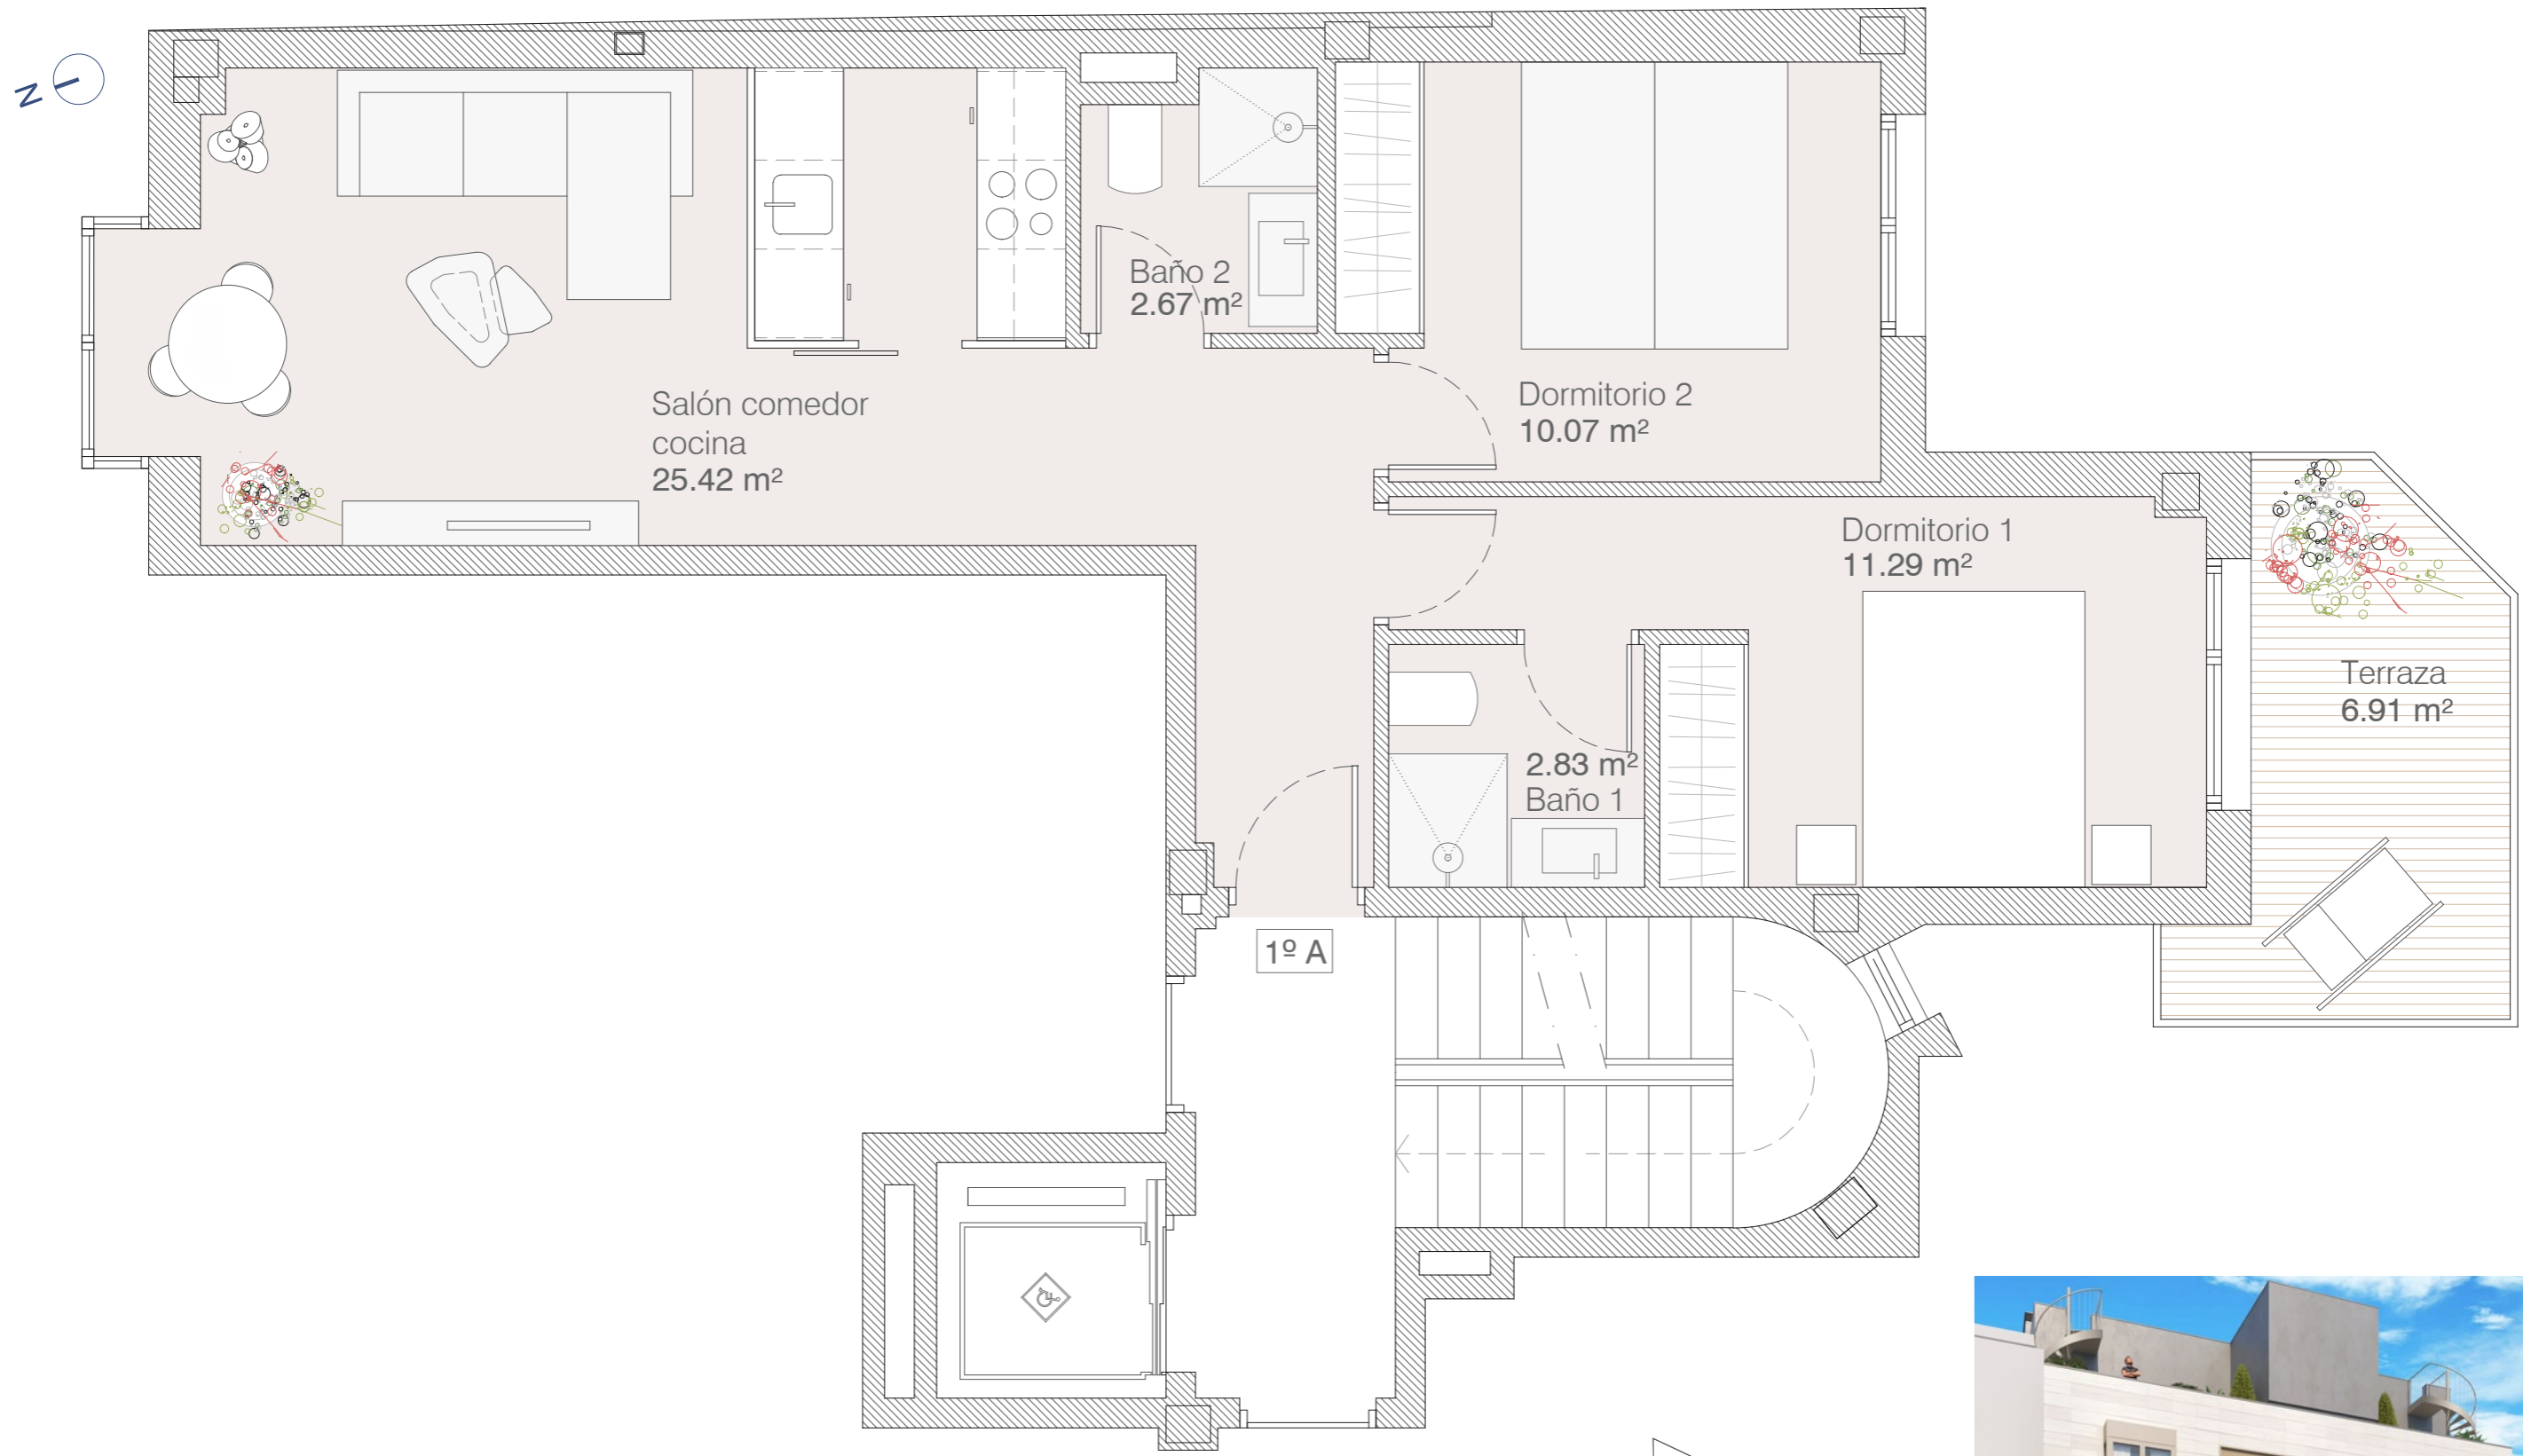 N
Baño 2
2.67 m²
Salón comedor
cocina
25.42 m²
Dormitorio 2
10.07 m²
Dormitorio 1
11.29 m²
Terraza
6.91 m²
2.83 m²
Baño 1
1º A